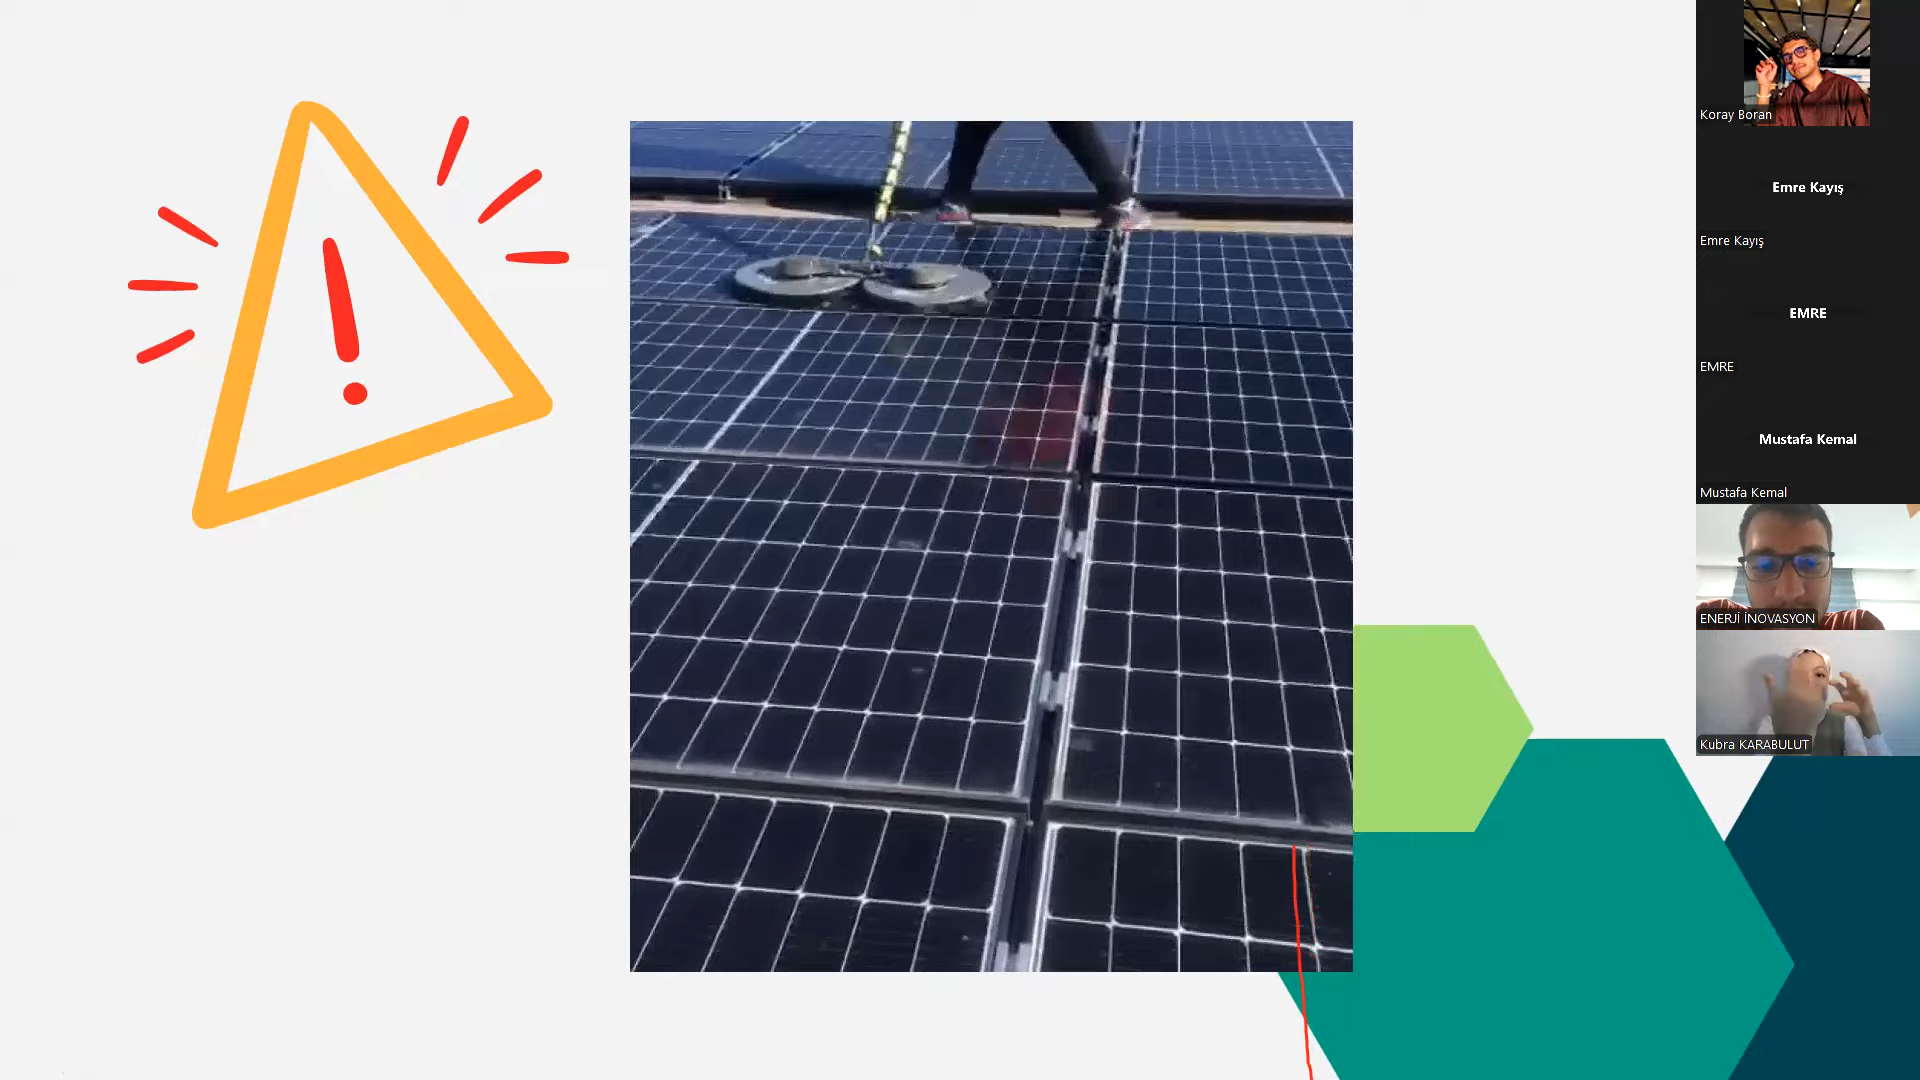 Koray Boran
Emre Kayış
Emre Kayış
EMRE
EMRE
Mustafa Kemal
Mustafa Kemal
ENERJİ İNOVASYON
Kubra KARABULUT